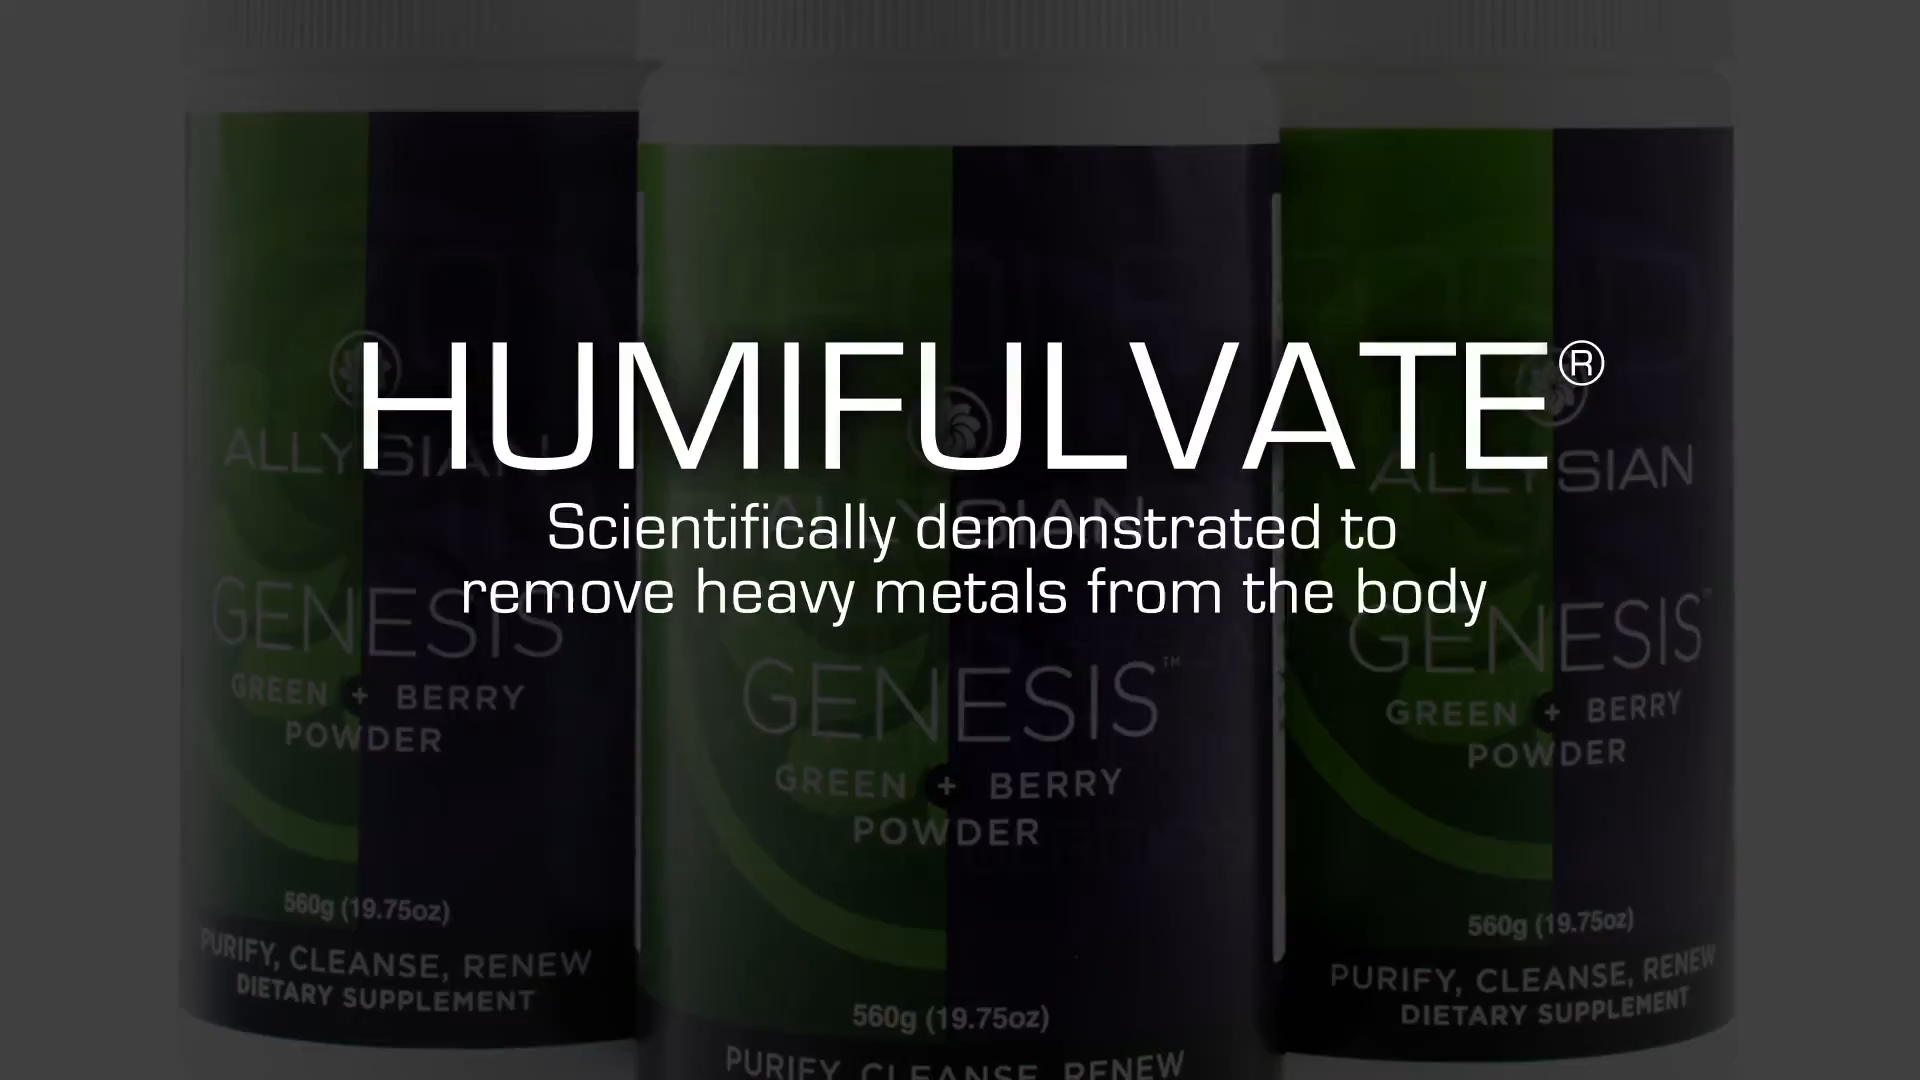 HUMIFULVATE®
Scientifically demonstrated to
remove heavy metals from the body
ALLYSIAN
GENESIS
GREEN + BERRY
POWDER
560g (19.75oz)
PURIFY, CLEANSE, RENEW
DIETARY SUPPLEMENT
ALLYSIAN
GENESIS™
GREEN + BERRY
POWDER
560g (19.75oz)
PURIFY, CLEANSE, RENEW
ALLYSIAN
GENESIS™
GREEN + BERRY
POWDER
560g (19.75oz)
PURIFY, CLEANSE, RENEW
DIETARY SUPPLEMENT